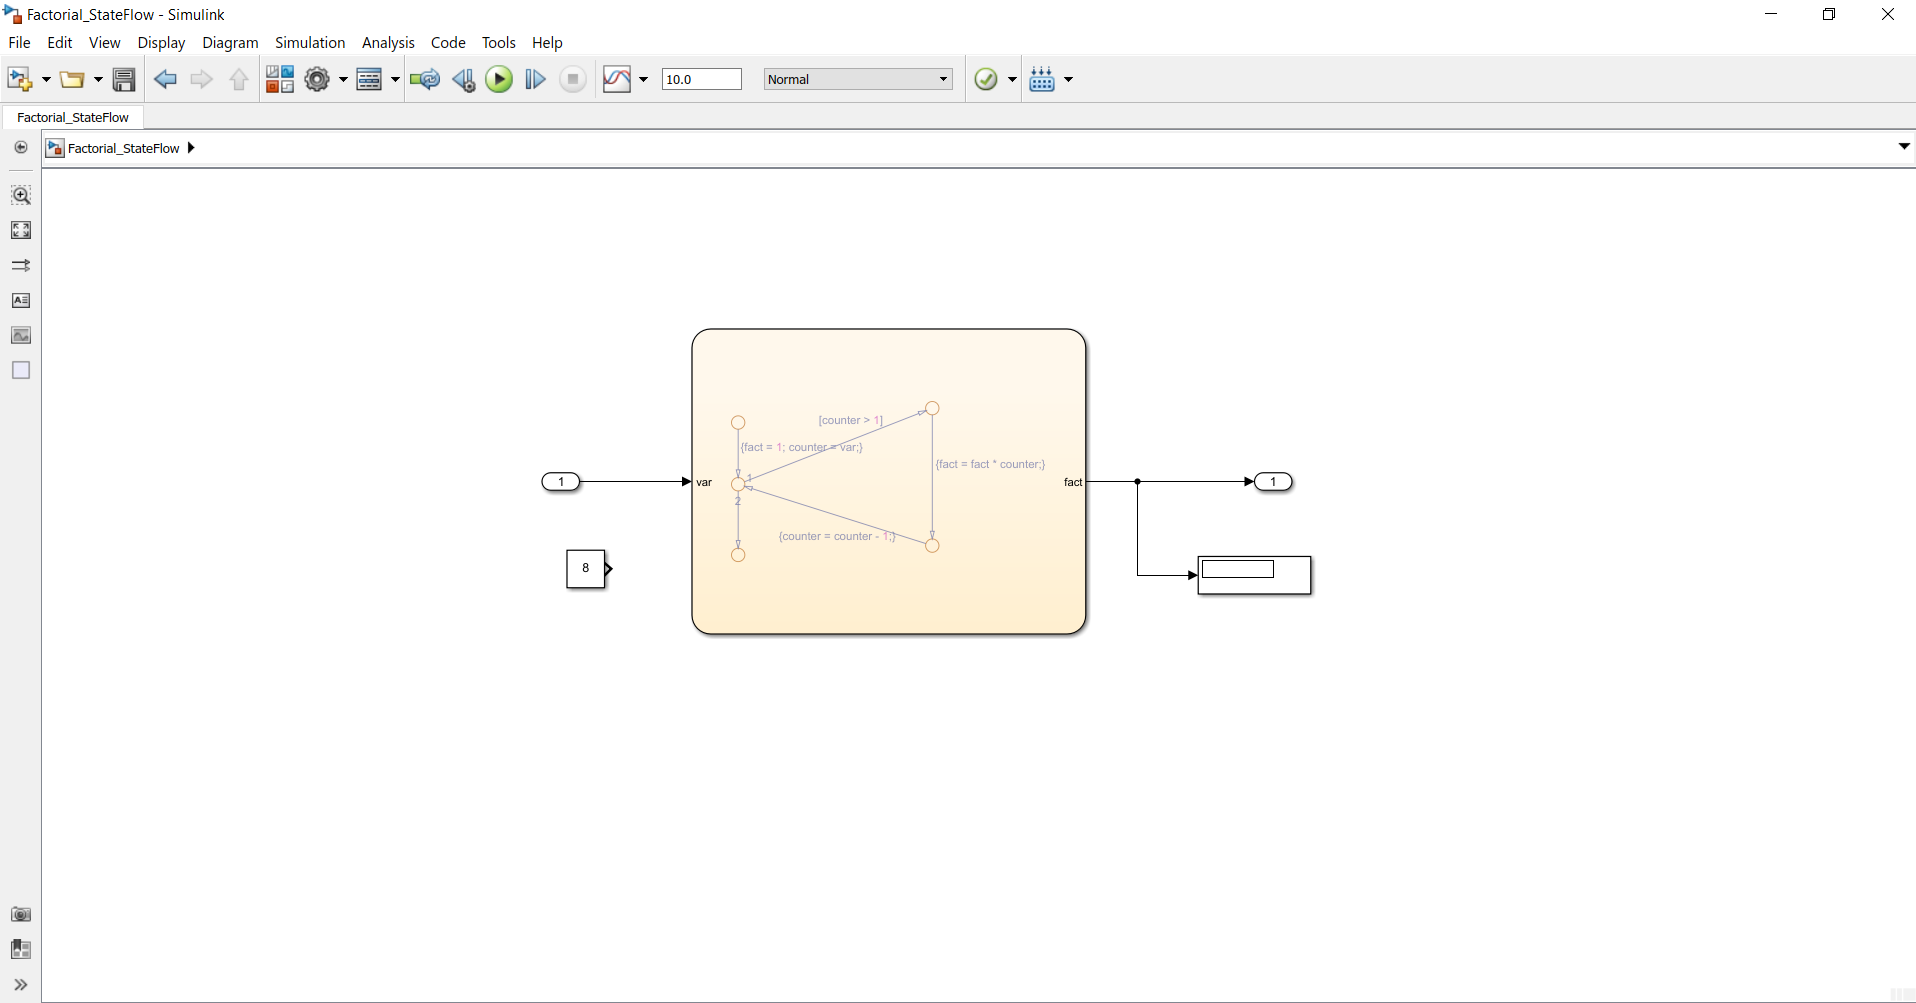 Factorial_StateFlow - Simulink
File Edit View Display Diagram Simulation Analysis Code Tools Help
10.0 Normal
Factorial_StateFlow
Factorial_StateFlow
[counter > 1]
{fact = 1; counter = var;}
{fact = fact * counter;}
1
var
1
fact
1
2
{counter = counter - 1;}
8